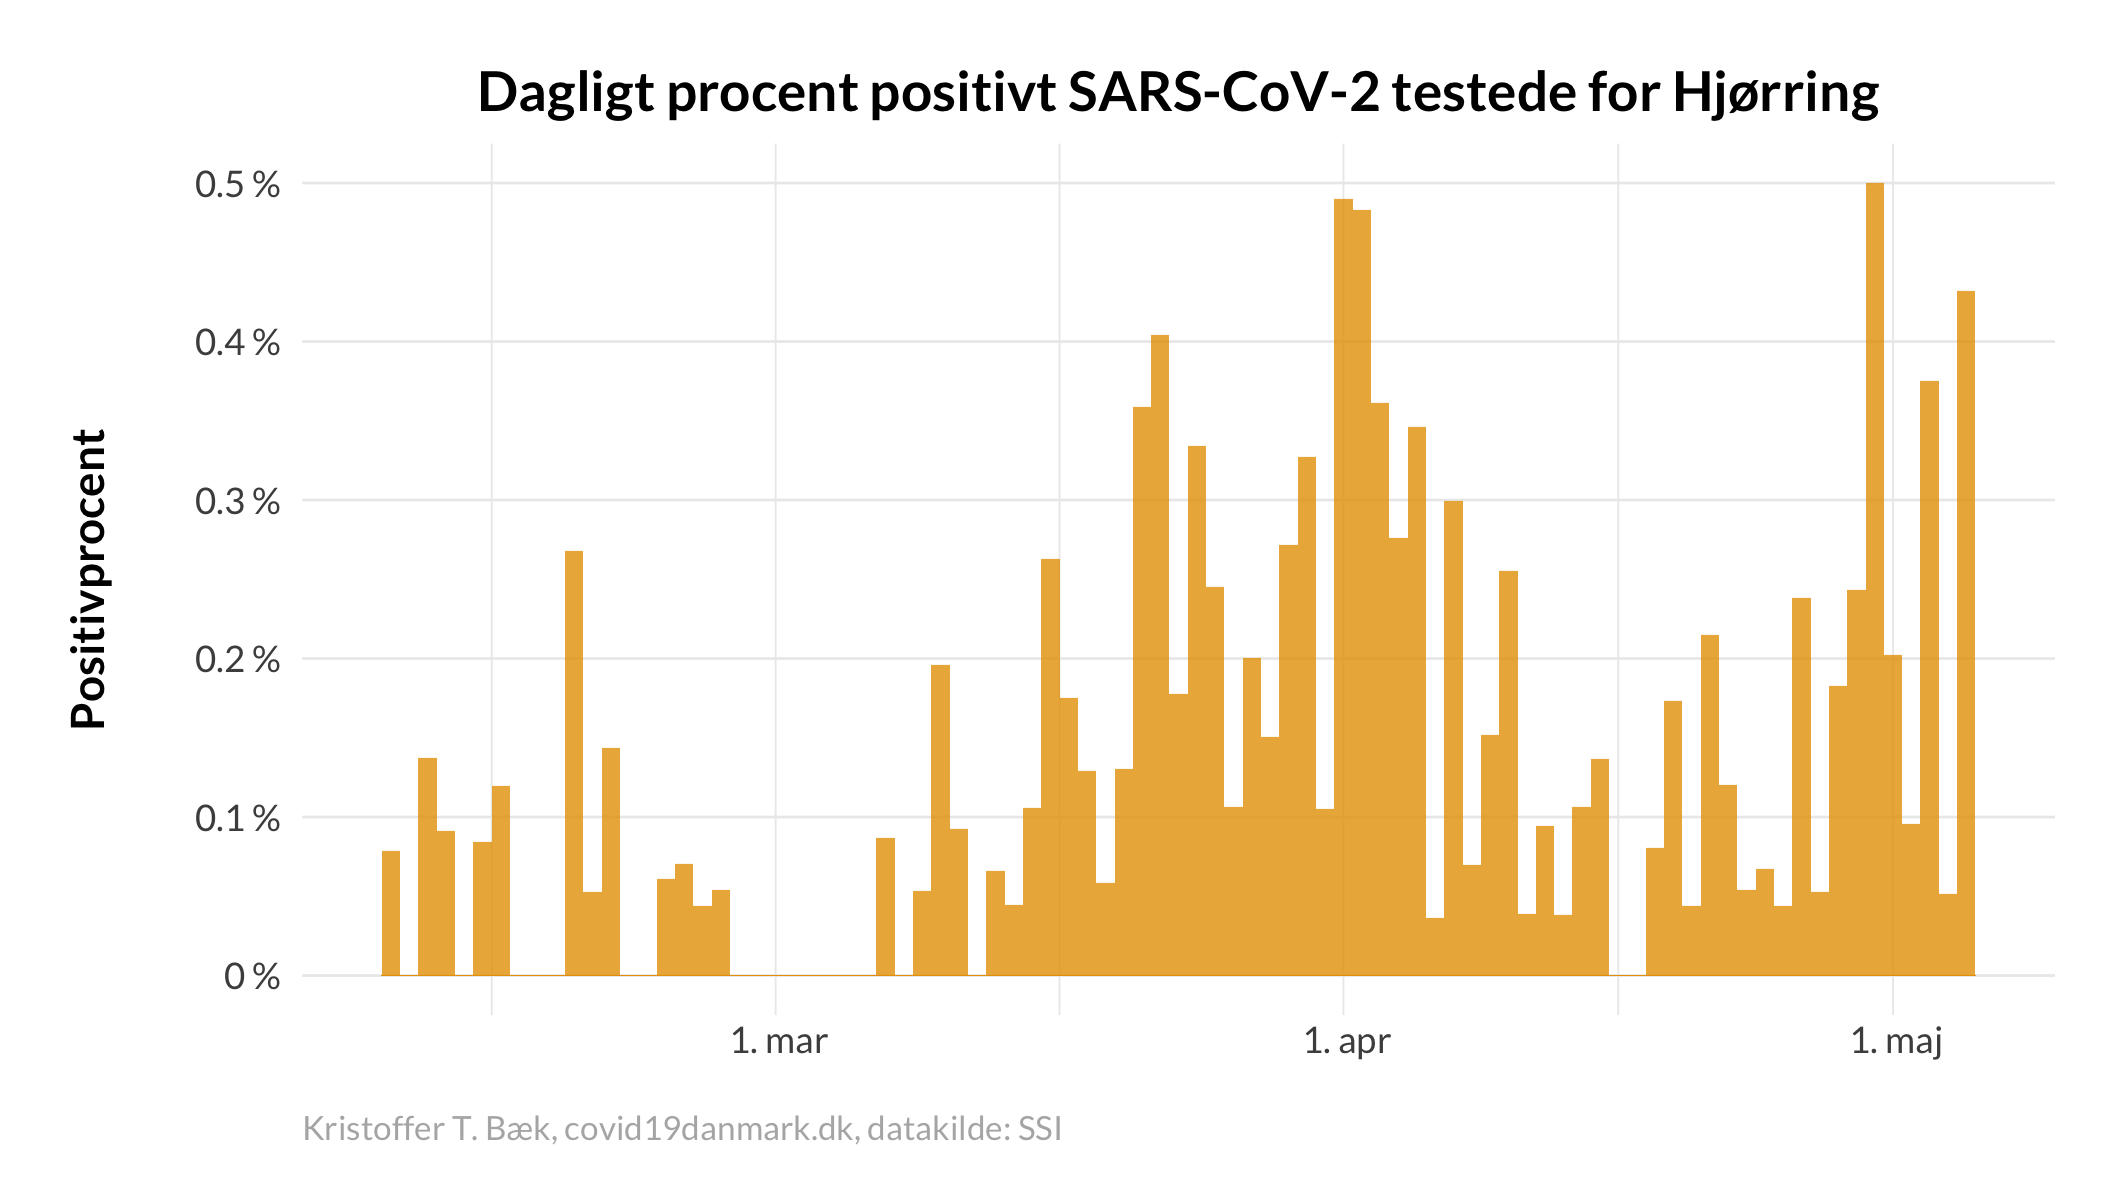 Dagligt procent positivt SARS-CoV-2 testede for Hjørring
Positivprocent
0.5 %
0.4 %
0.3 %
0.2 %
0.1 %
0 %
1. mar
1. apr
1. maj
Kristoffer T. Bæk, covid19danmark.dk, datakilde: SSI